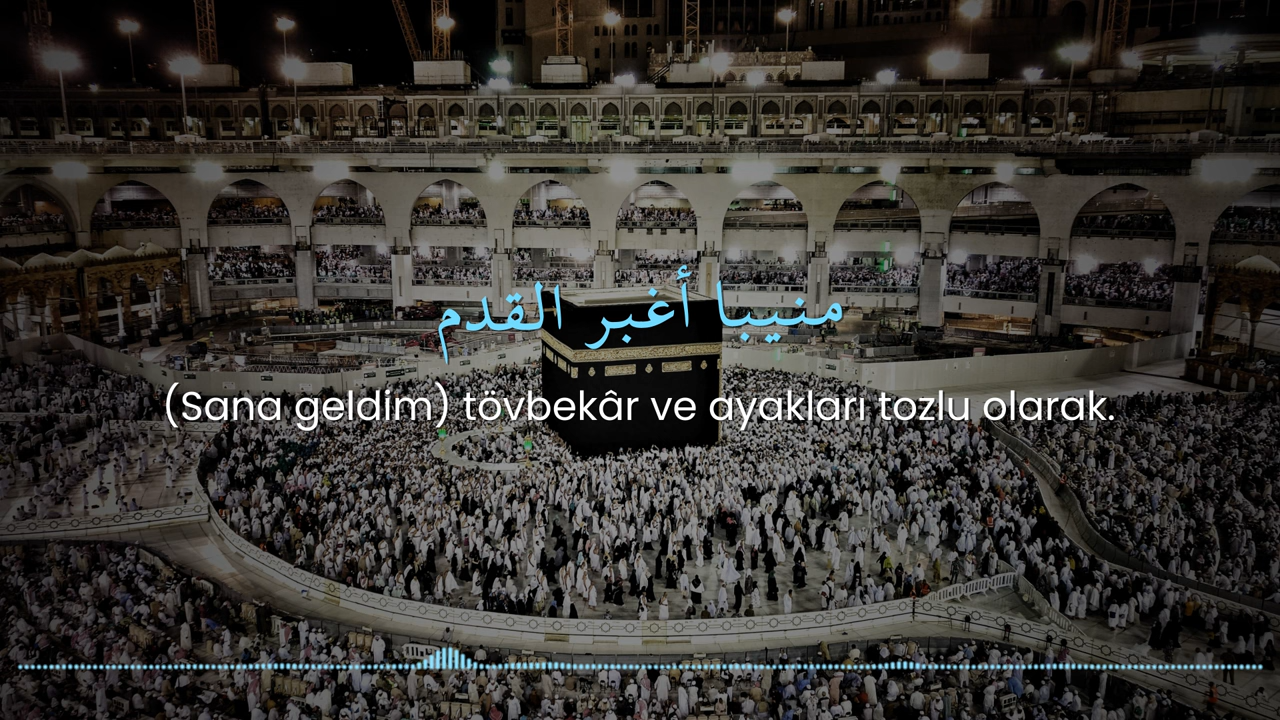 منيبا أغبر القدم
(Sana geldim) tövbekâr ve ayakları tozlu olarak.